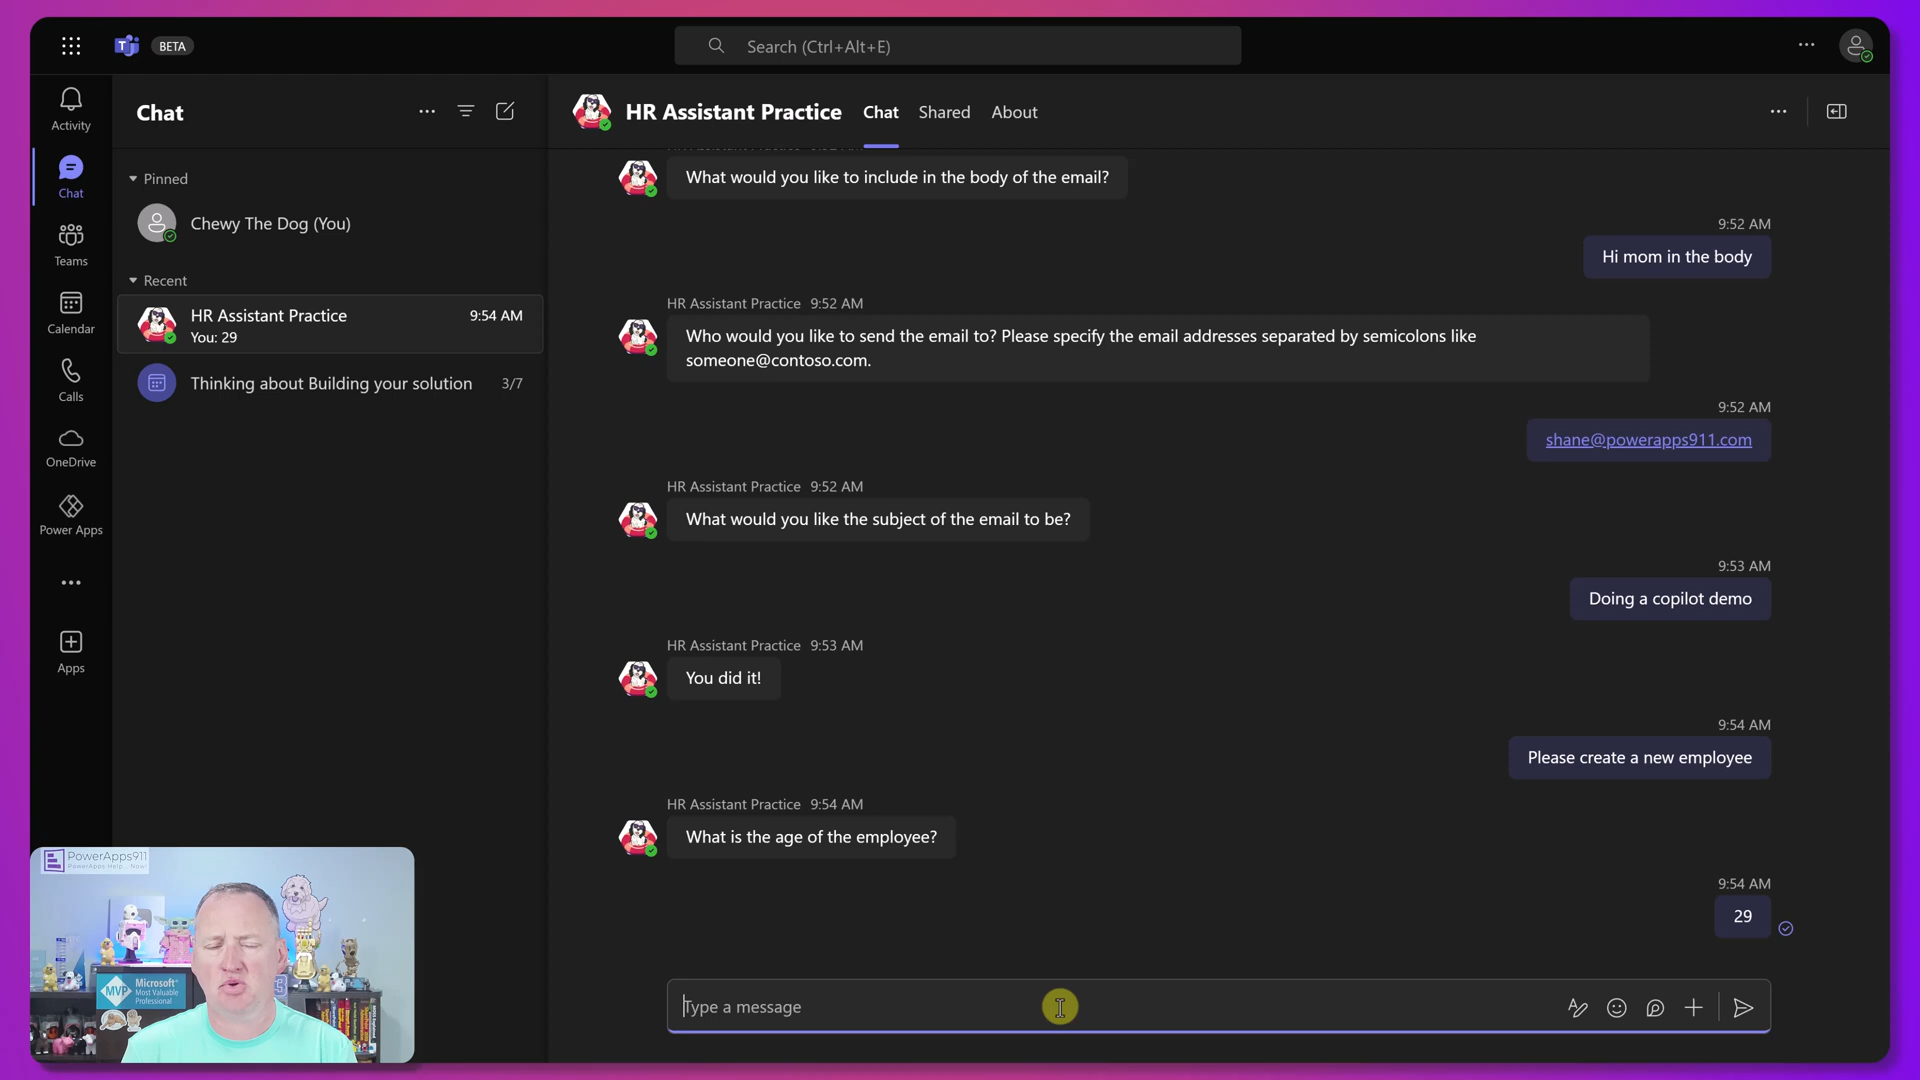 BETA
Search (Ctrl+Alt+E)
Activity
Chat
Teams
Calendar
Calls
OneDrive
Power Apps
Apps
Chat
Pinned
Chewy The Dog (You)
Recent
HR Assistant Practice 9:54 AM
You: 29
Thinking about Building your solution 3/7
HR Assistant Practice Chat Shared About
What would you like to include in the body of the email?
9:52 AM
Hi mom in the body
HR Assistant Practice 9:52 AM
Who would you like to send the email to? Please specify the email addresses separated by semicolons like
someone@contoso.com.
9:52 AM
shane@powerapps911.com
HR Assistant Practice 9:52 AM
What would you like the subject of the email to be?
9:53 AM
Doing a copilot demo
HR Assistant Practice 9:53 AM
You did it!
9:54 AM
Please create a new employee
HR Assistant Practice 9:54 AM
What is the age of the employee?
9:54 AM
29
Type a message
PowerApps911
PowerApps Help... Now!
MVP Microsoft®
Most Valuable
Professional